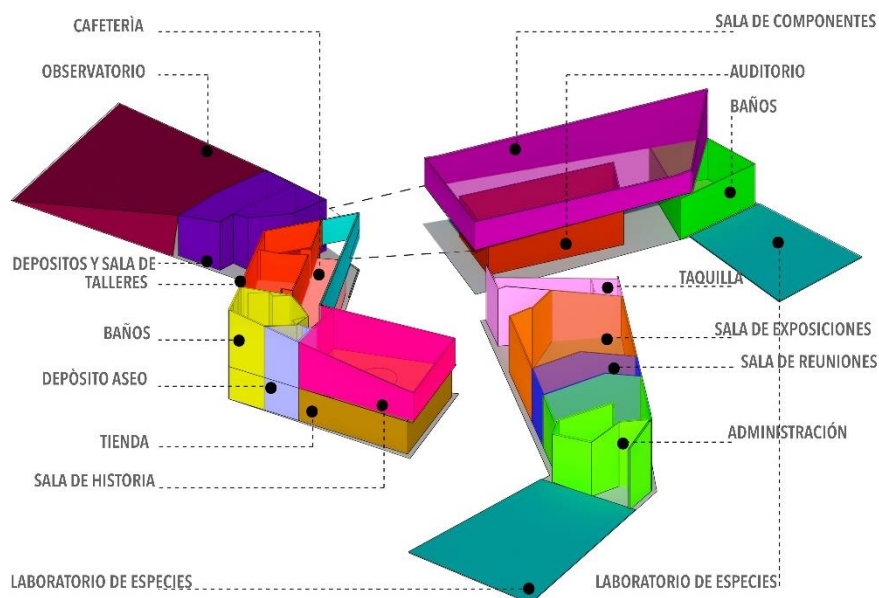 CAFETERÌA
OBSERVATORIO
DEPOSITOS Y SALA DE
TALLERES
BAÑOS
DEPÒSITO ASEO
TIENDA
SALA DE HISTORIA
LABORATORIO DE ESPECIES
SALA DE COMPONENTES
AUDITORIO
BAÑOS
TAQUILLA
SALA DE EXPOSICIONES
SALA DE REUNIONES
ADMINISTRACIÓN
LABORATORIO DE ESPECIES